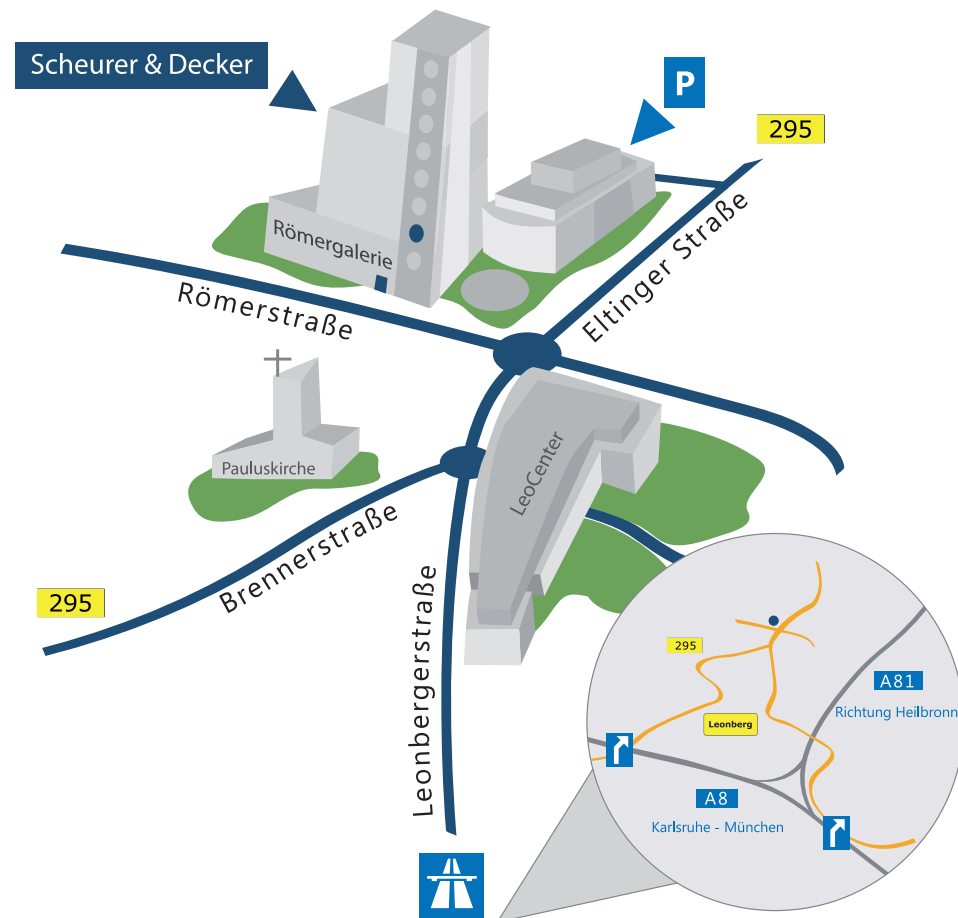 Scheurer & Decker
P
295
Römergalerie
Eltinger Straße
Römerstraße
Pauluskirche
LeoCenter
Brennerstraße
295
Leonbergerstraße
295
A81
Richtung Heilbronn
Leonberg
A8
Karlsruhe - München